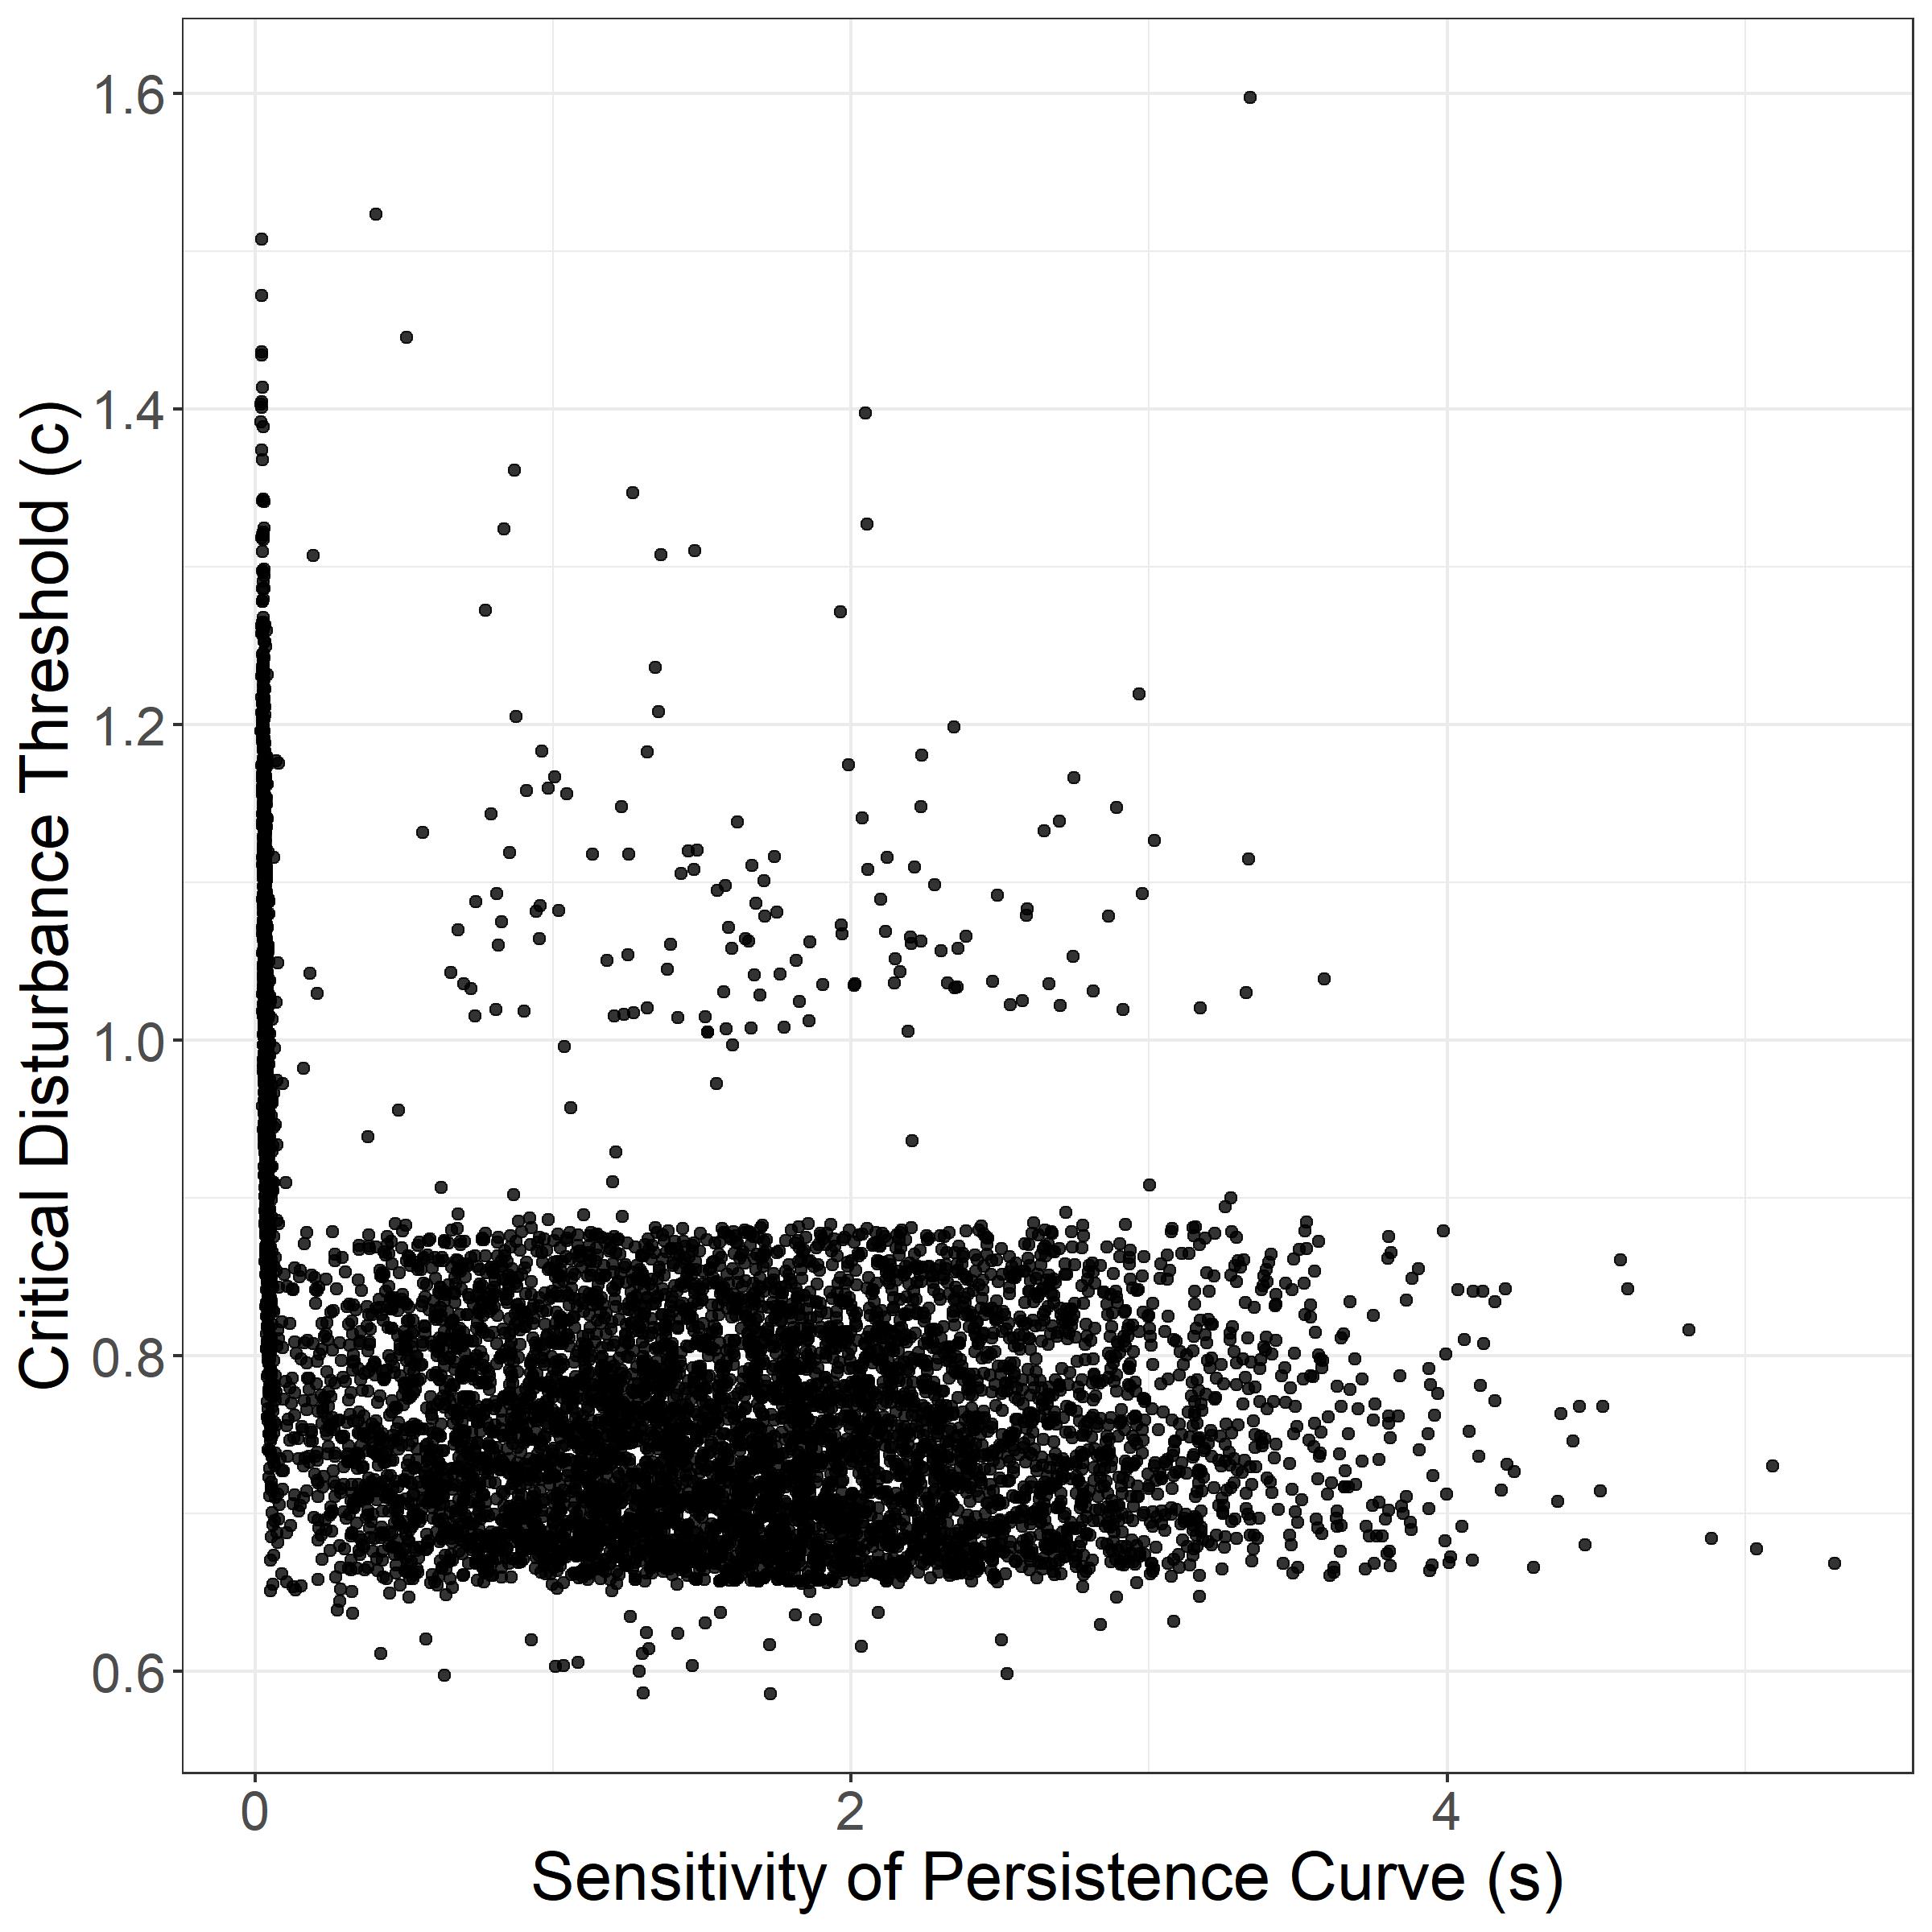 Critical Disturbance Threshold (c)
1.6
1.4
1.2
1.0
0.8
0.6
0 2 4
Sensitivity of Persistence Curve (s)